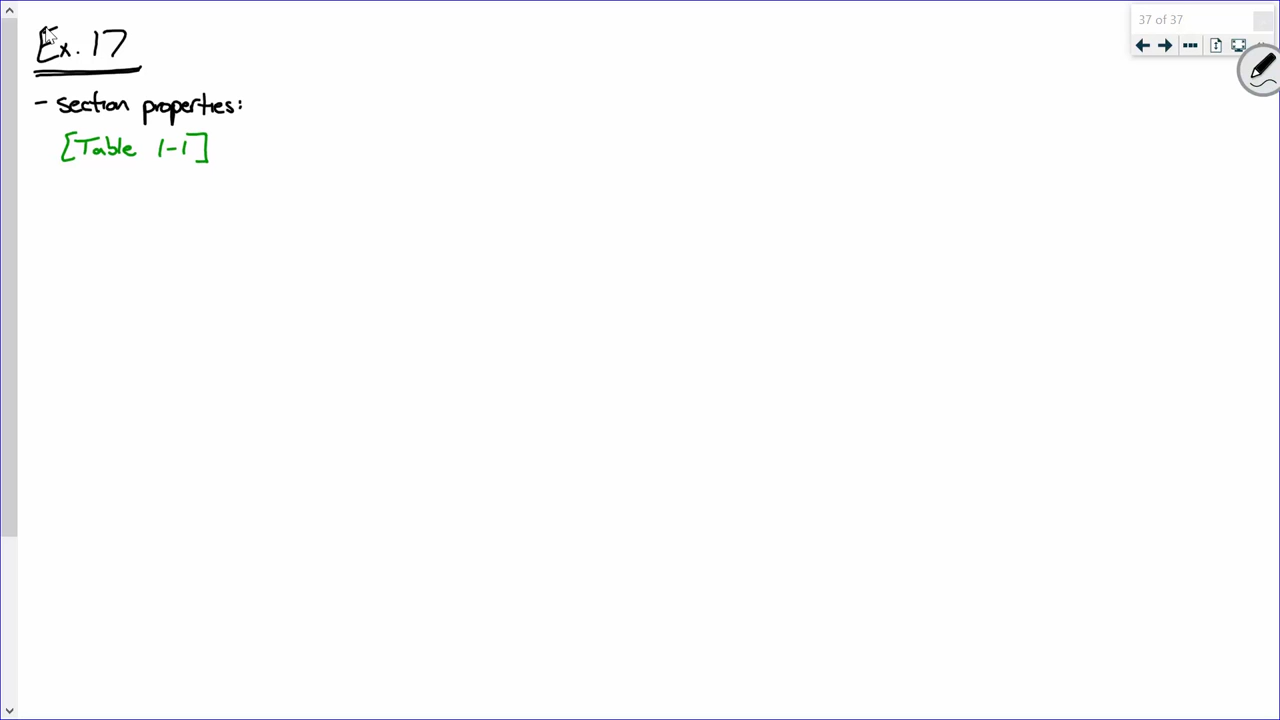 37 of 37
Ex. 17
- section properties:
[Table 1-1]